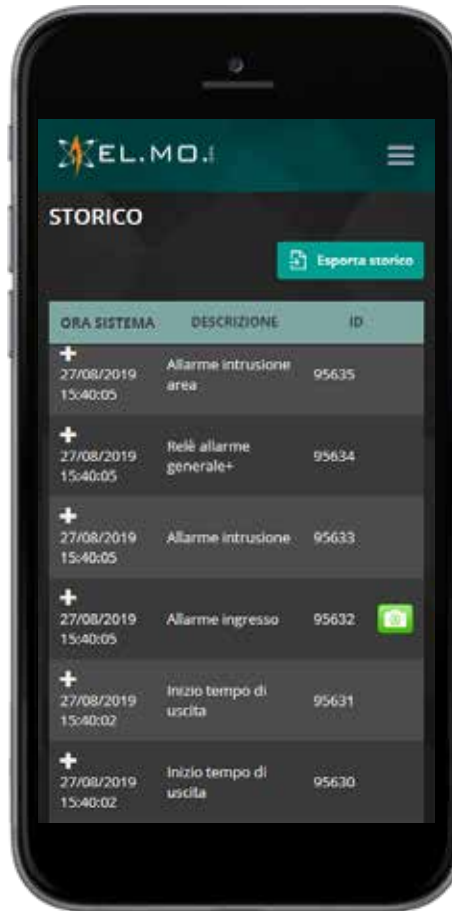 EL.MO.
STORICO
Esporta storico
ORA SISTEMA DESCRIZIONE ID
27/08/2019 15:40:05 Allarme intrusione area 95635
27/08/2019 15:40:05 Relè allarme generale+ 95634
27/08/2019 15:40:05 Allarme intrusione 95633
27/08/2019 15:40:05 Allarme ingresso 95632
27/08/2019 15:40:02 Inizio tempo di uscita 95631
27/08/2019 15:40:02 Inizio tempo di uscita 95630